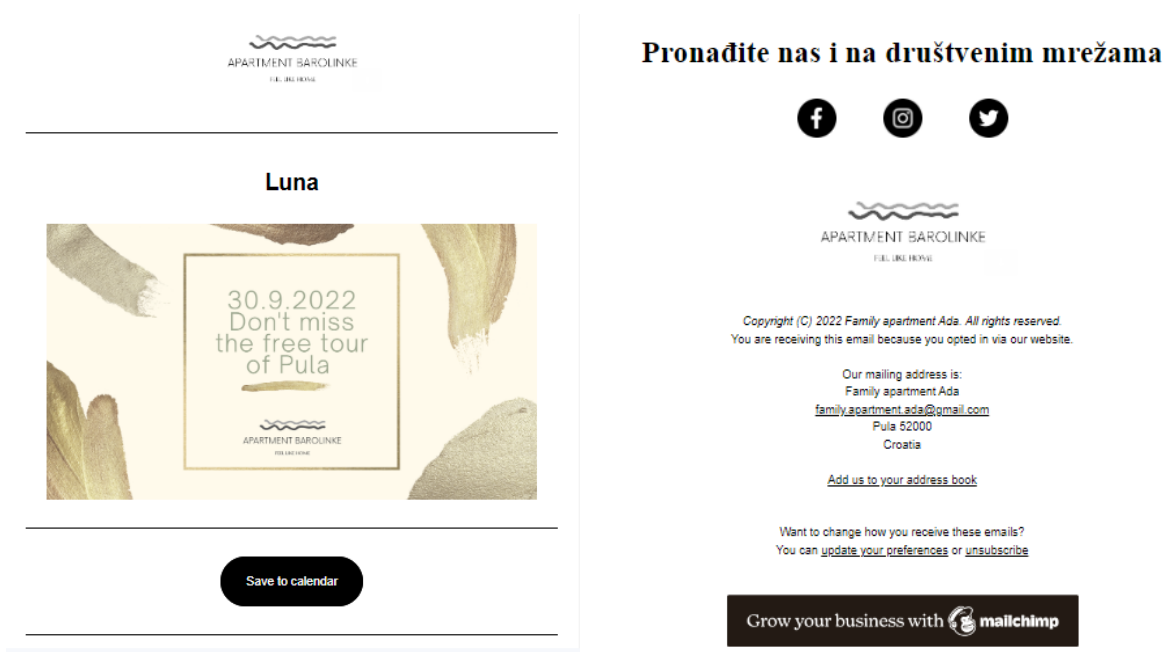 APARTMENT BAROLINKE
FEEL LIKE HOME
Luna
30.9.2022
Don't miss
the free tour
of Pula
APARTMENT BAROLINKE
FEEL LIKE HOME
Save to calendar
Pronađite nas i na društvenim mrežama
APARTMENT BAROLINKE
FEEL LIKE HOME
Copyright (C) 2022 Family apartment Ada. All rights reserved.
You are receiving this email because you opted in via our website.
Our mailing address is:
Family apartment Ada
family.apartment.ada@gmail.com
Pula 52000
Croatia
Add us to your address book
Want to change how you receive these emails?
You can update your preferences or unsubscribe
Grow your business with mailchimp